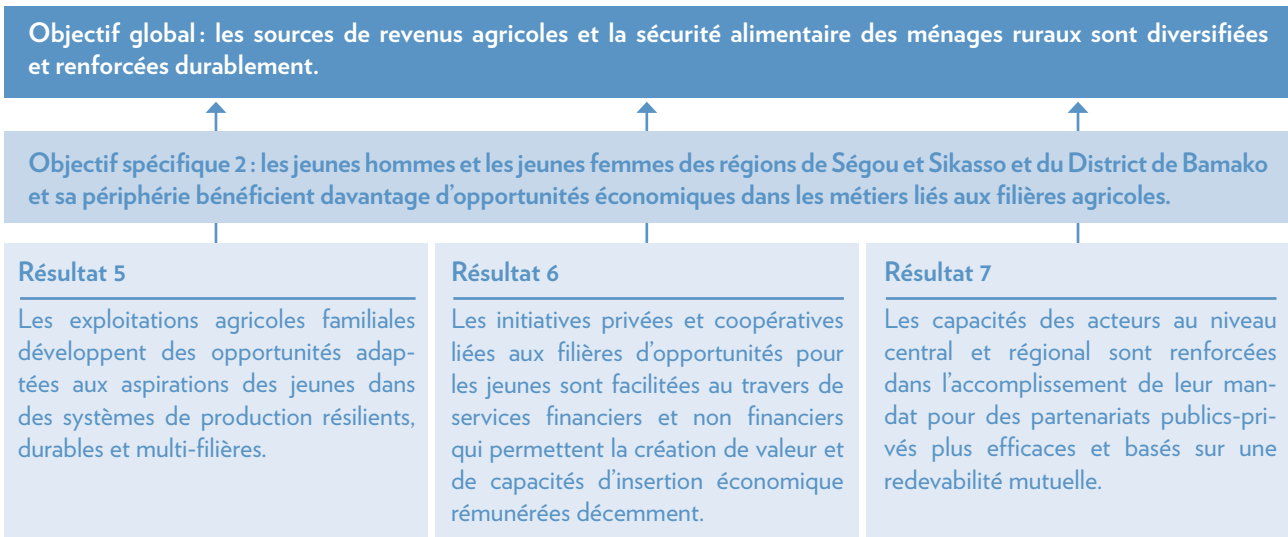 Objectif global : les sources de revenus agricoles et la sécurité alimentaire des ménages ruraux sont diversifiées
et renforcées durablement.
Objectif spécifique 2 : les jeunes hommes et les jeunes femmes des régions de Ségou et Sikasso et du District de Bamako
et sa périphérie bénéficient davantage d’opportunités économiques dans les métiers liés aux filières agricoles.
Résultat 5
Les exploitations agricoles familiales
développent des opportunités adap-
tées aux aspirations des jeunes dans
des systèmes de production résilients,
durables et multi-filières.
Résultat 6
Les initiatives privées et coopératives
liées aux filières d’opportunités pour
les jeunes sont facilitées au travers de
services financiers et non financiers
qui permettent la création de valeur et
de capacités d’insertion économique
rémunérées décemment.
Résultat 7
Les capacités des acteurs au niveau
central et régional sont renforcées
dans l’accomplissement de leur man-
dat pour des partenariats publics-pri-
vés plus efficaces et basés sur une
redevabilité mutuelle.